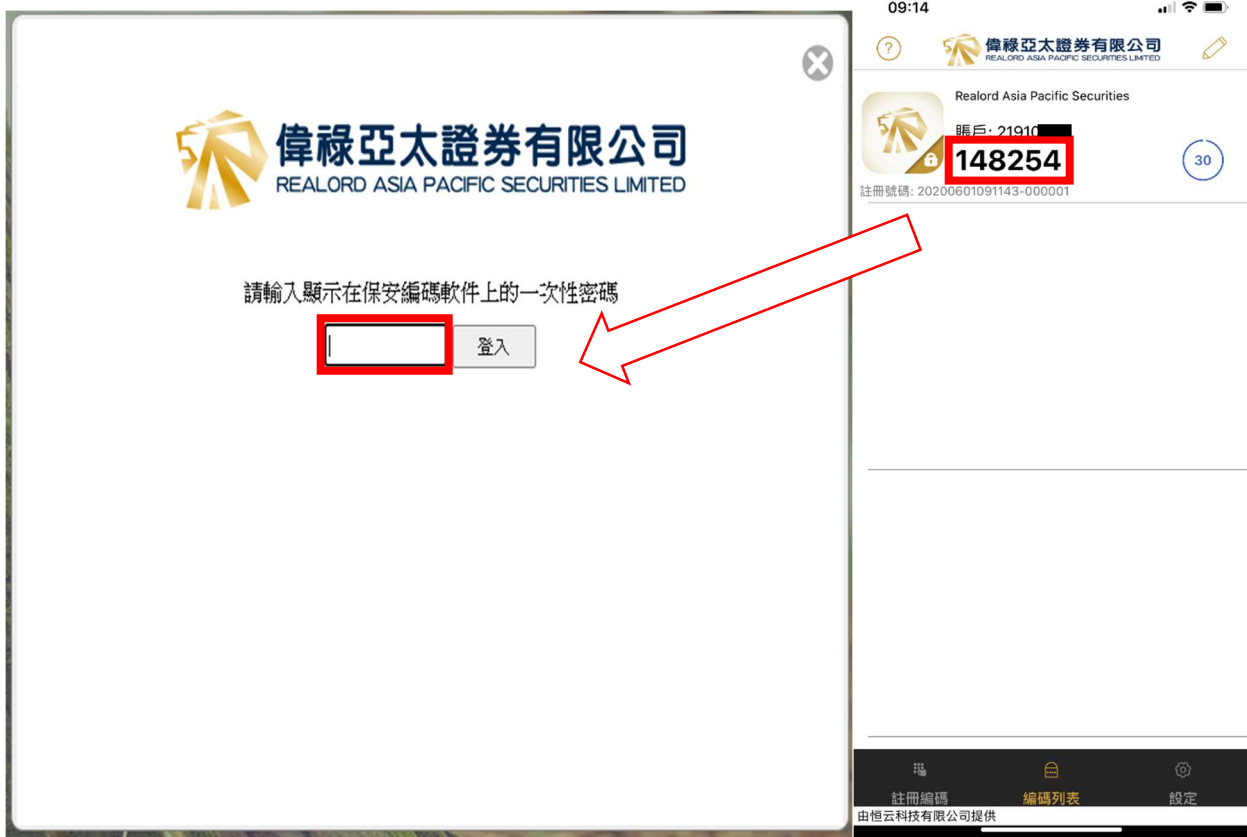 偉祿亞太證券有限公司
REALORD ASIA PACIFIC SECURITIES LIMITED
請輸入顯示在保安編碼軟件上的一次性密碼
登入
09:14
?
偉祿亞太證券有限公司
REALORD ASIA PACIFIC SECURITIES LIMITED
Realord Asia Pacific Securities
賬戶: 21910
148254
30
註冊號碼: 20200601091143-000001
註冊編碼
編碼列表
設定
由恒云科技有限公司提供